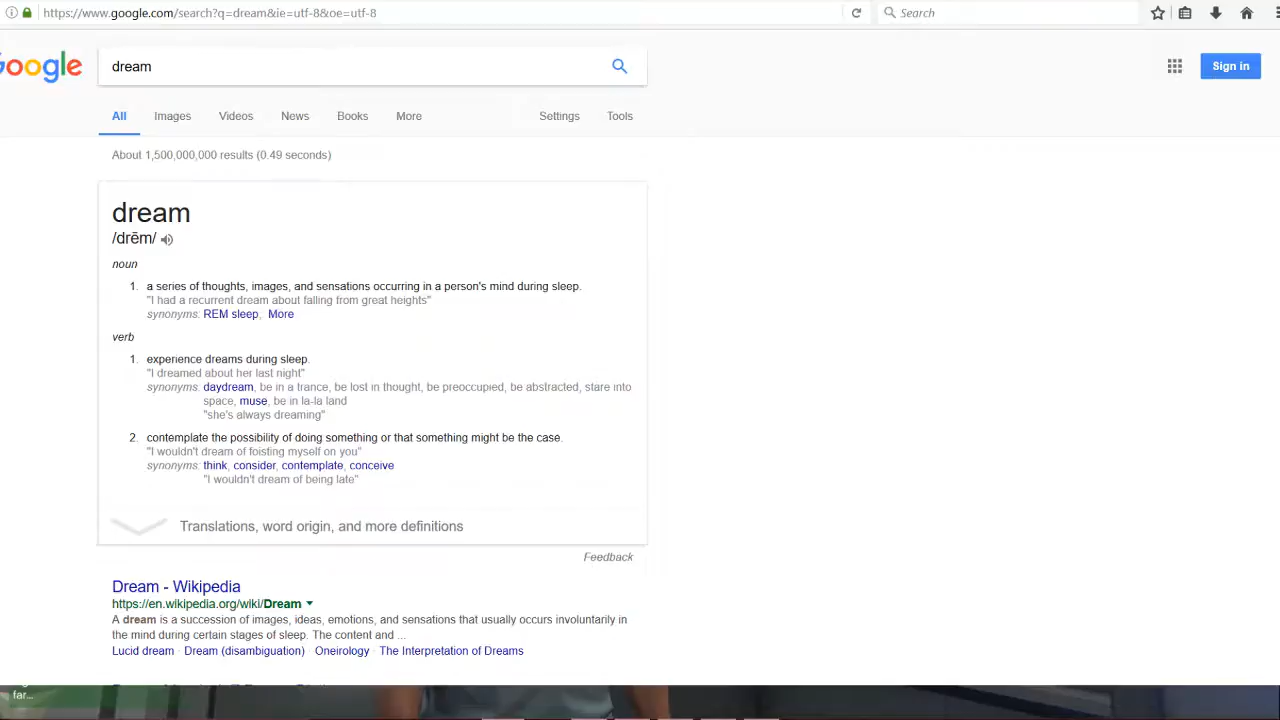 https://www.google.com/search?q=dream&ie=utf-8&oe=utf-8
Search
oogle
dream
Sign in
All Images Videos News Books More Settings Tools
About 1,500,000,000 results (0.49 seconds)
dream
/drēm/
noun
1. a series of thoughts, images, and sensations occurring in a person's mind during sleep.
"I had a recurrent dream about falling from great heights"
synonyms: REM sleep, More
verb
1. experience dreams during sleep.
"I dreamed about her last night"
synonyms: daydream, be in a trance, be lost in thought, be preoccupied, be abstracted, stare into
space, muse, be in la-la land
"she's always dreaming"
2. contemplate the possibility of doing something or that something might be the case.
"I wouldn't dream of foisting myself on you"
synonyms: think, consider, contemplate, conceive
"I wouldn't dream of being late"
Translations, word origin, and more definitions
Feedback
Dream - Wikipedia
https://en.wikipedia.org/wiki/Dream
A dream is a succession of images, ideas, emotions, and sensations that usually occurs involuntarily in
the mind during certain stages of sleep. The content and ...
Lucid dream · Dream (disambiguation) · Oneirology · The Interpretation of Dreams
far...